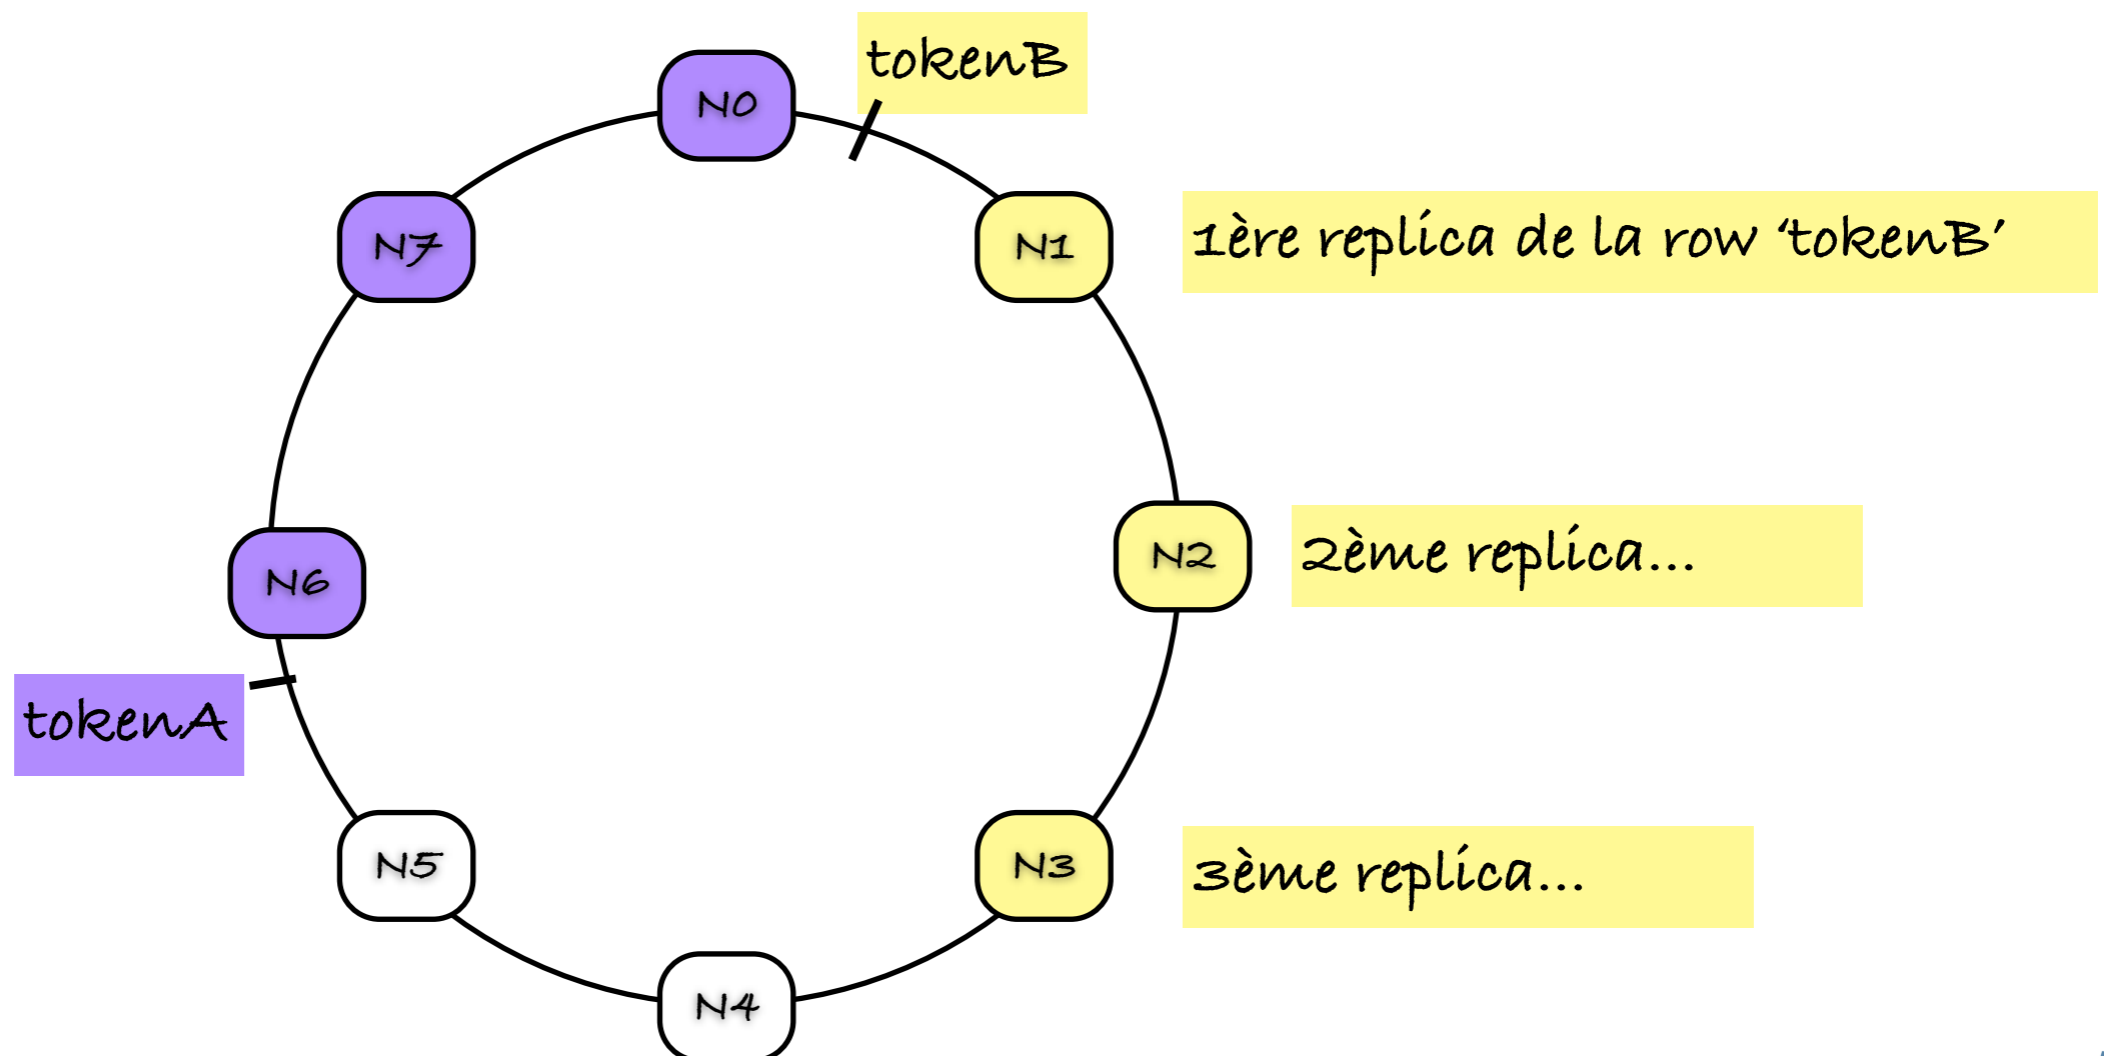 tokenB
N0
N7
N1
1ère replica de la row ‘tokenB’
N2
2ème replica...
N6
tokenA
N5
N3
3ème replica...
N4